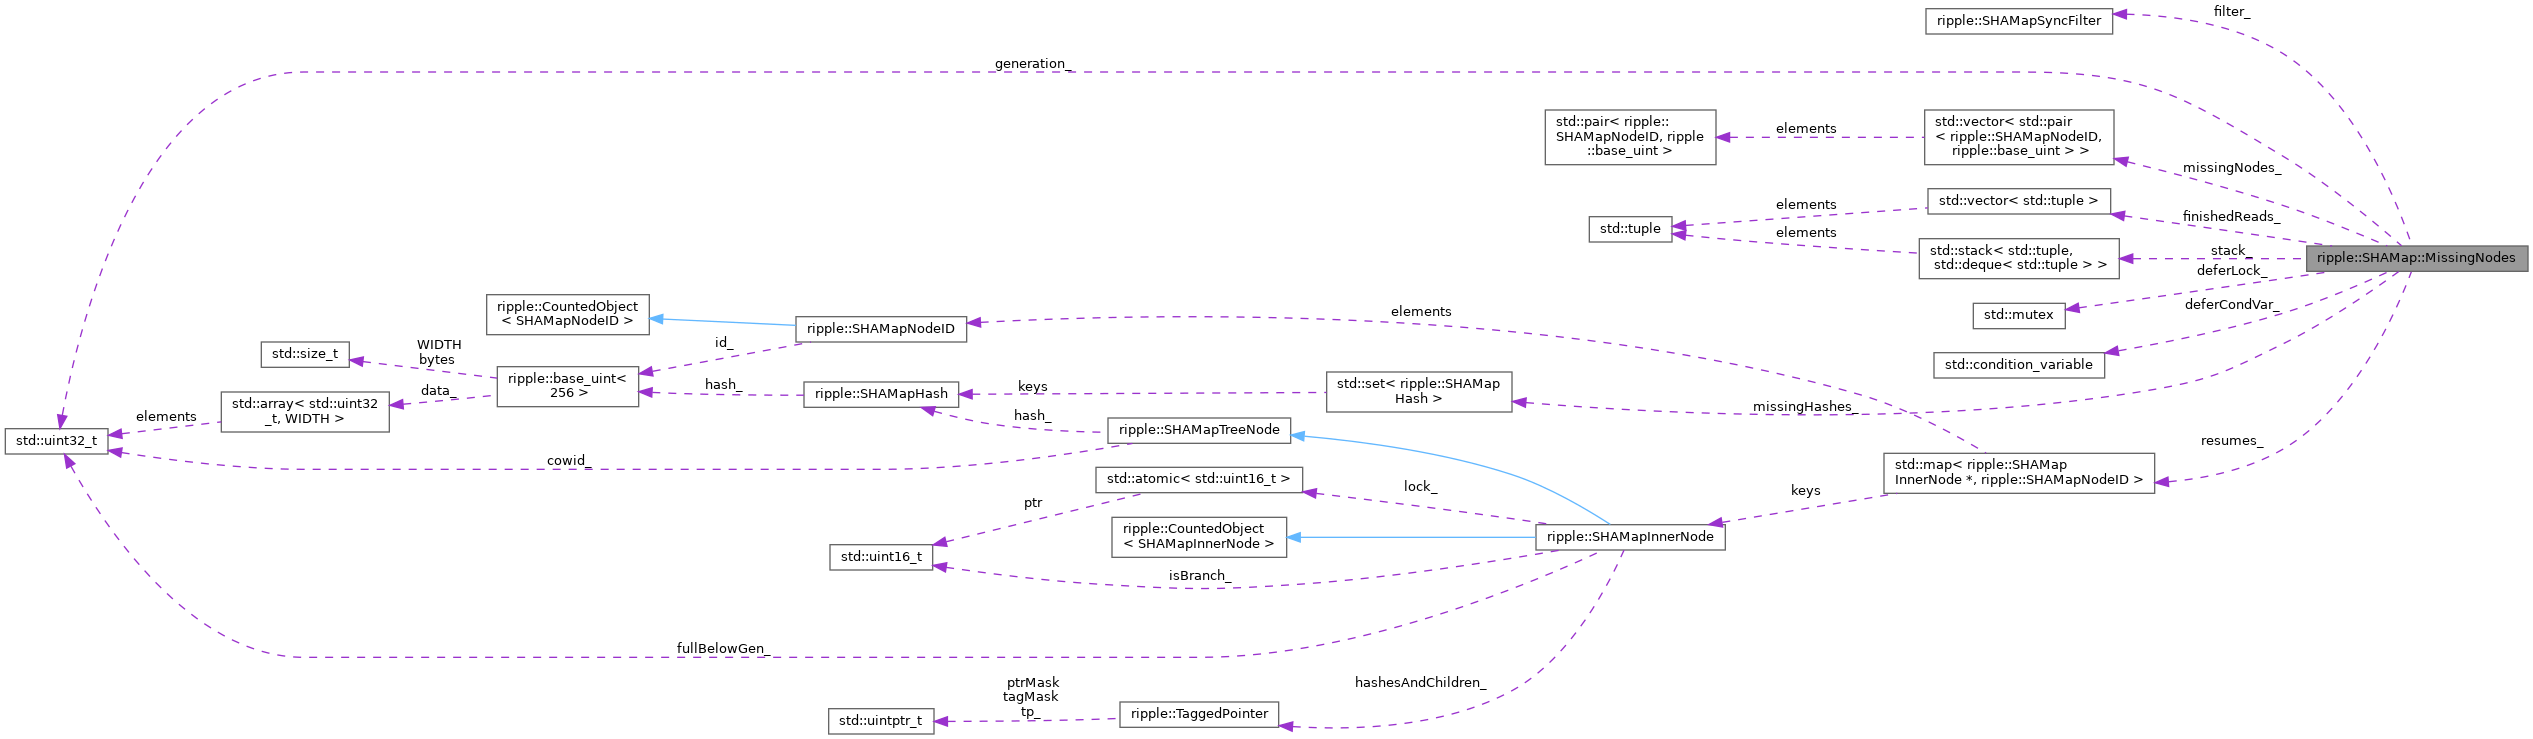 filter_
ripple::SHAMapSyncFilter
generation_
std::pair< ripple::
SHAMapNodeID, ripple
::base_uint >
elements
std::vector< std::pair
< ripple::SHAMapNodeID,
ripple::base_uint > >
missingNodes_
std::vector< std::tuple >
elements
finishedReads_
std::tuple
elements
std::stack< std::tuple,
std::deque< std::tuple > >
stack_
ripple::SHAMap::MissingNodes
deferLock_
std::mutex
deferCondVar_
ripple::CountedObject
< SHAMapNodeID >
ripple::SHAMapNodeID
elements
id_
std::size_t
WIDTH
bytes
std::condition_variable
ripple::base_uint<
256 >
hash_
ripple::SHAMapHash
keys
std::set< ripple::SHAMap
Hash >
missingHashes_
data_
std::array< std::uint32
_t, WIDTH >
elements
std::uint32_t
hash_
ripple::SHAMapTreeNode
resumes_
cowid_
std::map< ripple::SHAMap
InnerNode *, ripple::SHAMapNodeID >
std::atomic< std::uint16_t >
lock_
keys
ptr
ripple::CountedObject
< SHAMapInnerNode >
ripple::SHAMapInnerNode
std::uint16_t
isBranch_
fullBelowGen_
hashesAndChildren_
ptrMask
tagMask
tp_
std::uintptr_t
ripple::TaggedPointer